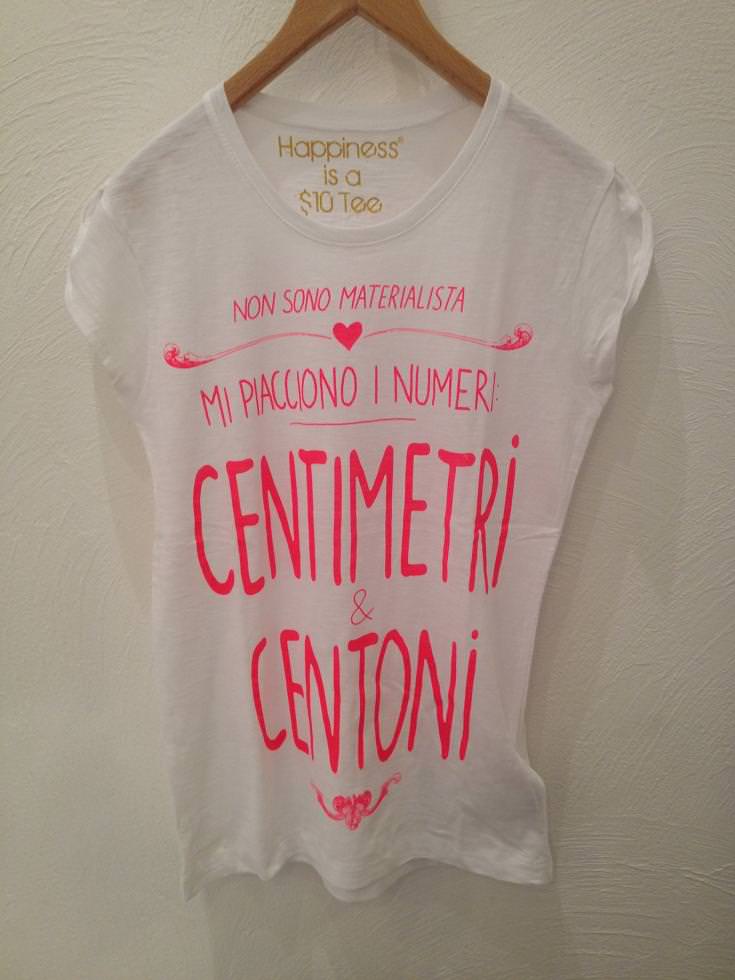 Happiness®
is a
$10 Tee
NON SONO MATERIALISTA
MI PIACCIONO I NUMERI:
CENTIMETRi
&
CENTONi